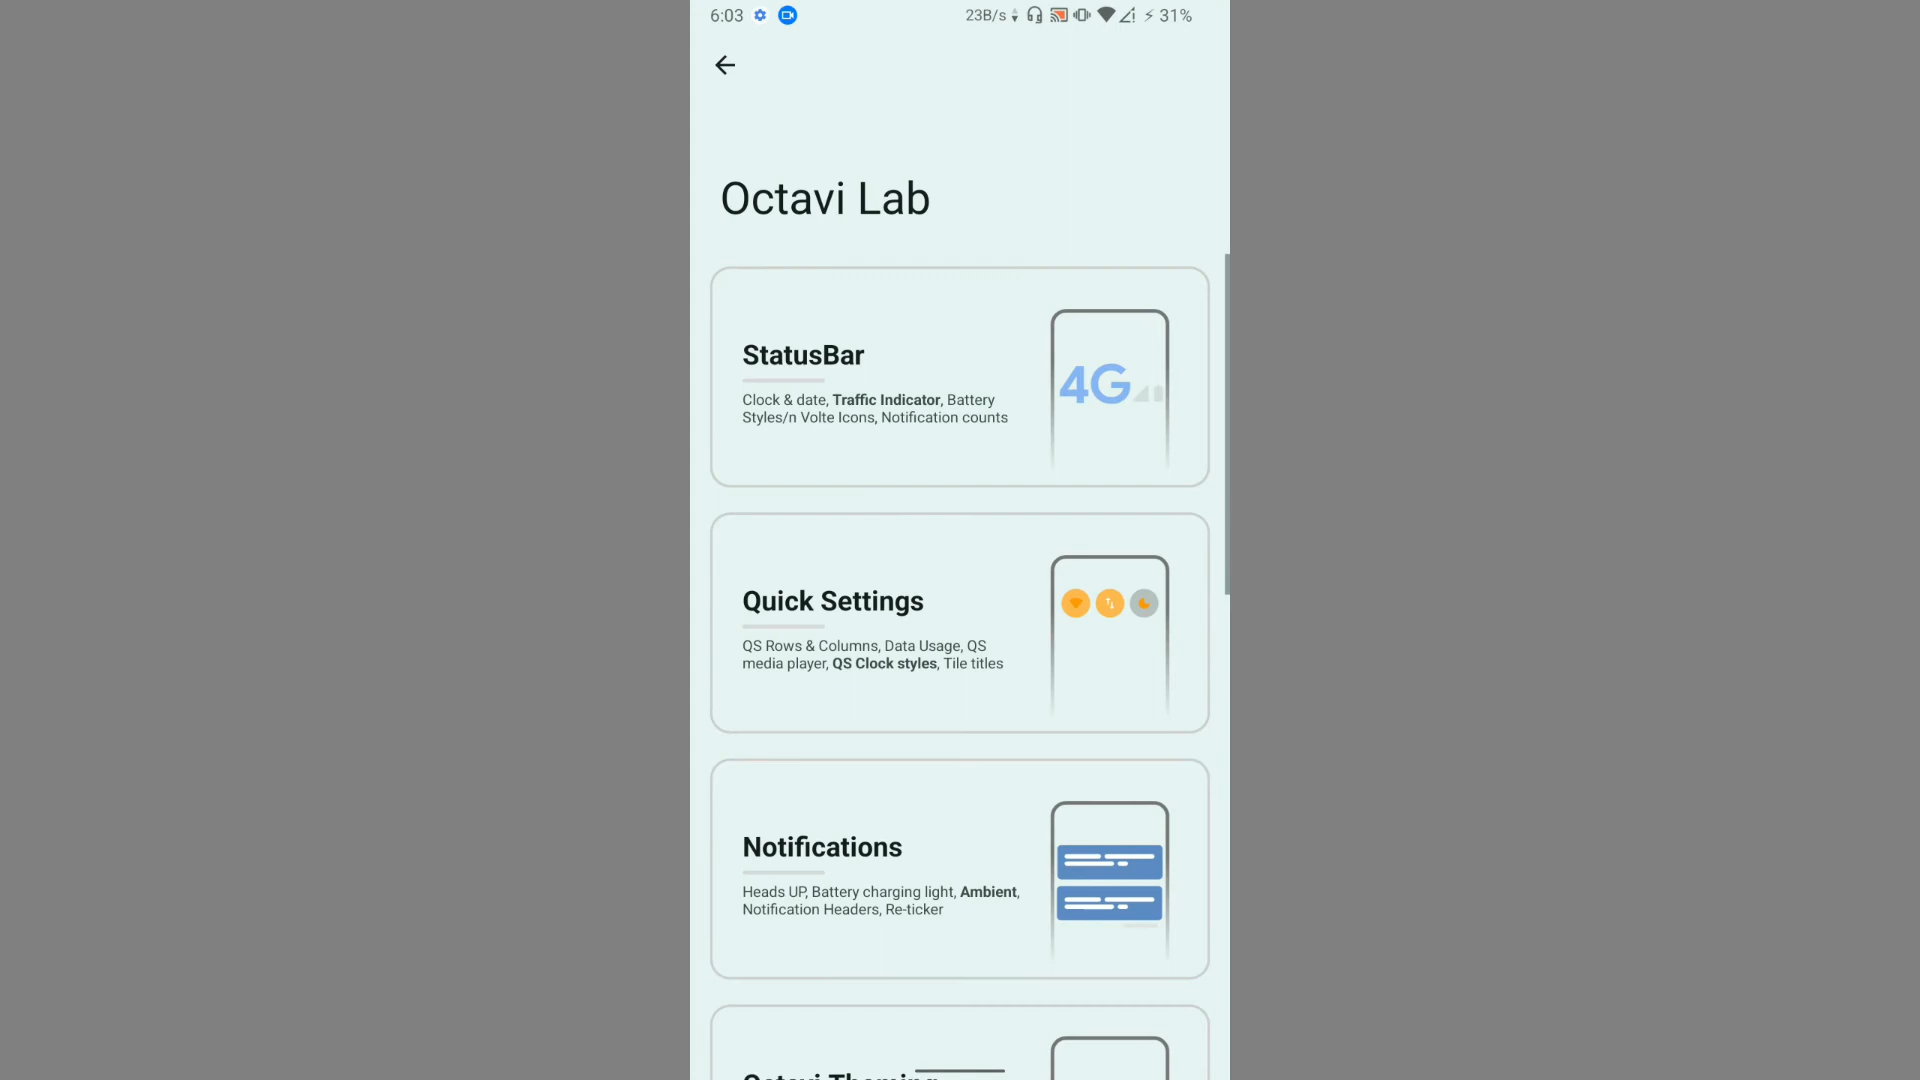 6:03 23B/s 31%
Octavi Lab
StatusBar
Clock & date, Traffic Indicator, Battery
Styles/n Volte Icons, Notification counts
4G
Quick Settings
QS Rows & Columns, Data Usage, QS
media player, QS Clock styles, Tile titles
Notifications
Heads UP, Battery charging light, Ambient,
Notification Headers, Re-ticker
Octavi Theming